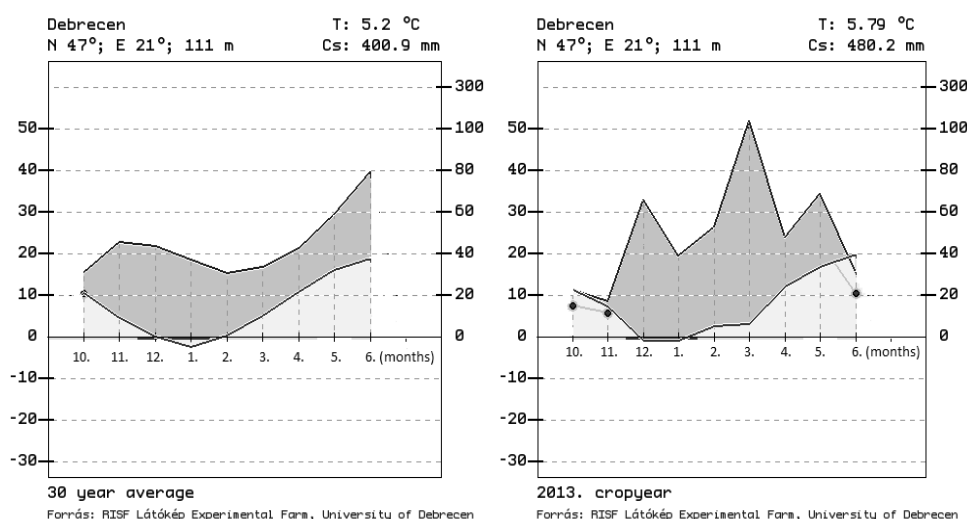 Debrecen T: 5.2 °C
N 47°; E 21°; 111 m Cs: 400.9 mm
300
50 100
40 80
30 60
20 40
10 20
0 0
10. 11. 12. 1. 2. 3. 4. 5. 6. (months)
-10
-20
-30
30 year average
Forrás: RISF Látókép Experimental Farm, University of Debrecen
Debrecen T: 5.79 °C
N 47°; E 21°; 111 m Cs: 480.2 mm
300
50 100
40 80
30 60
20 40
10 20
0 0
10. 11. 12. 1. 2. 3. 4. 5. 6. (months)
-10
-20
-30
2013. cropyear
Forrás: RISF Látókép Experimental Farm, University of Debrecen